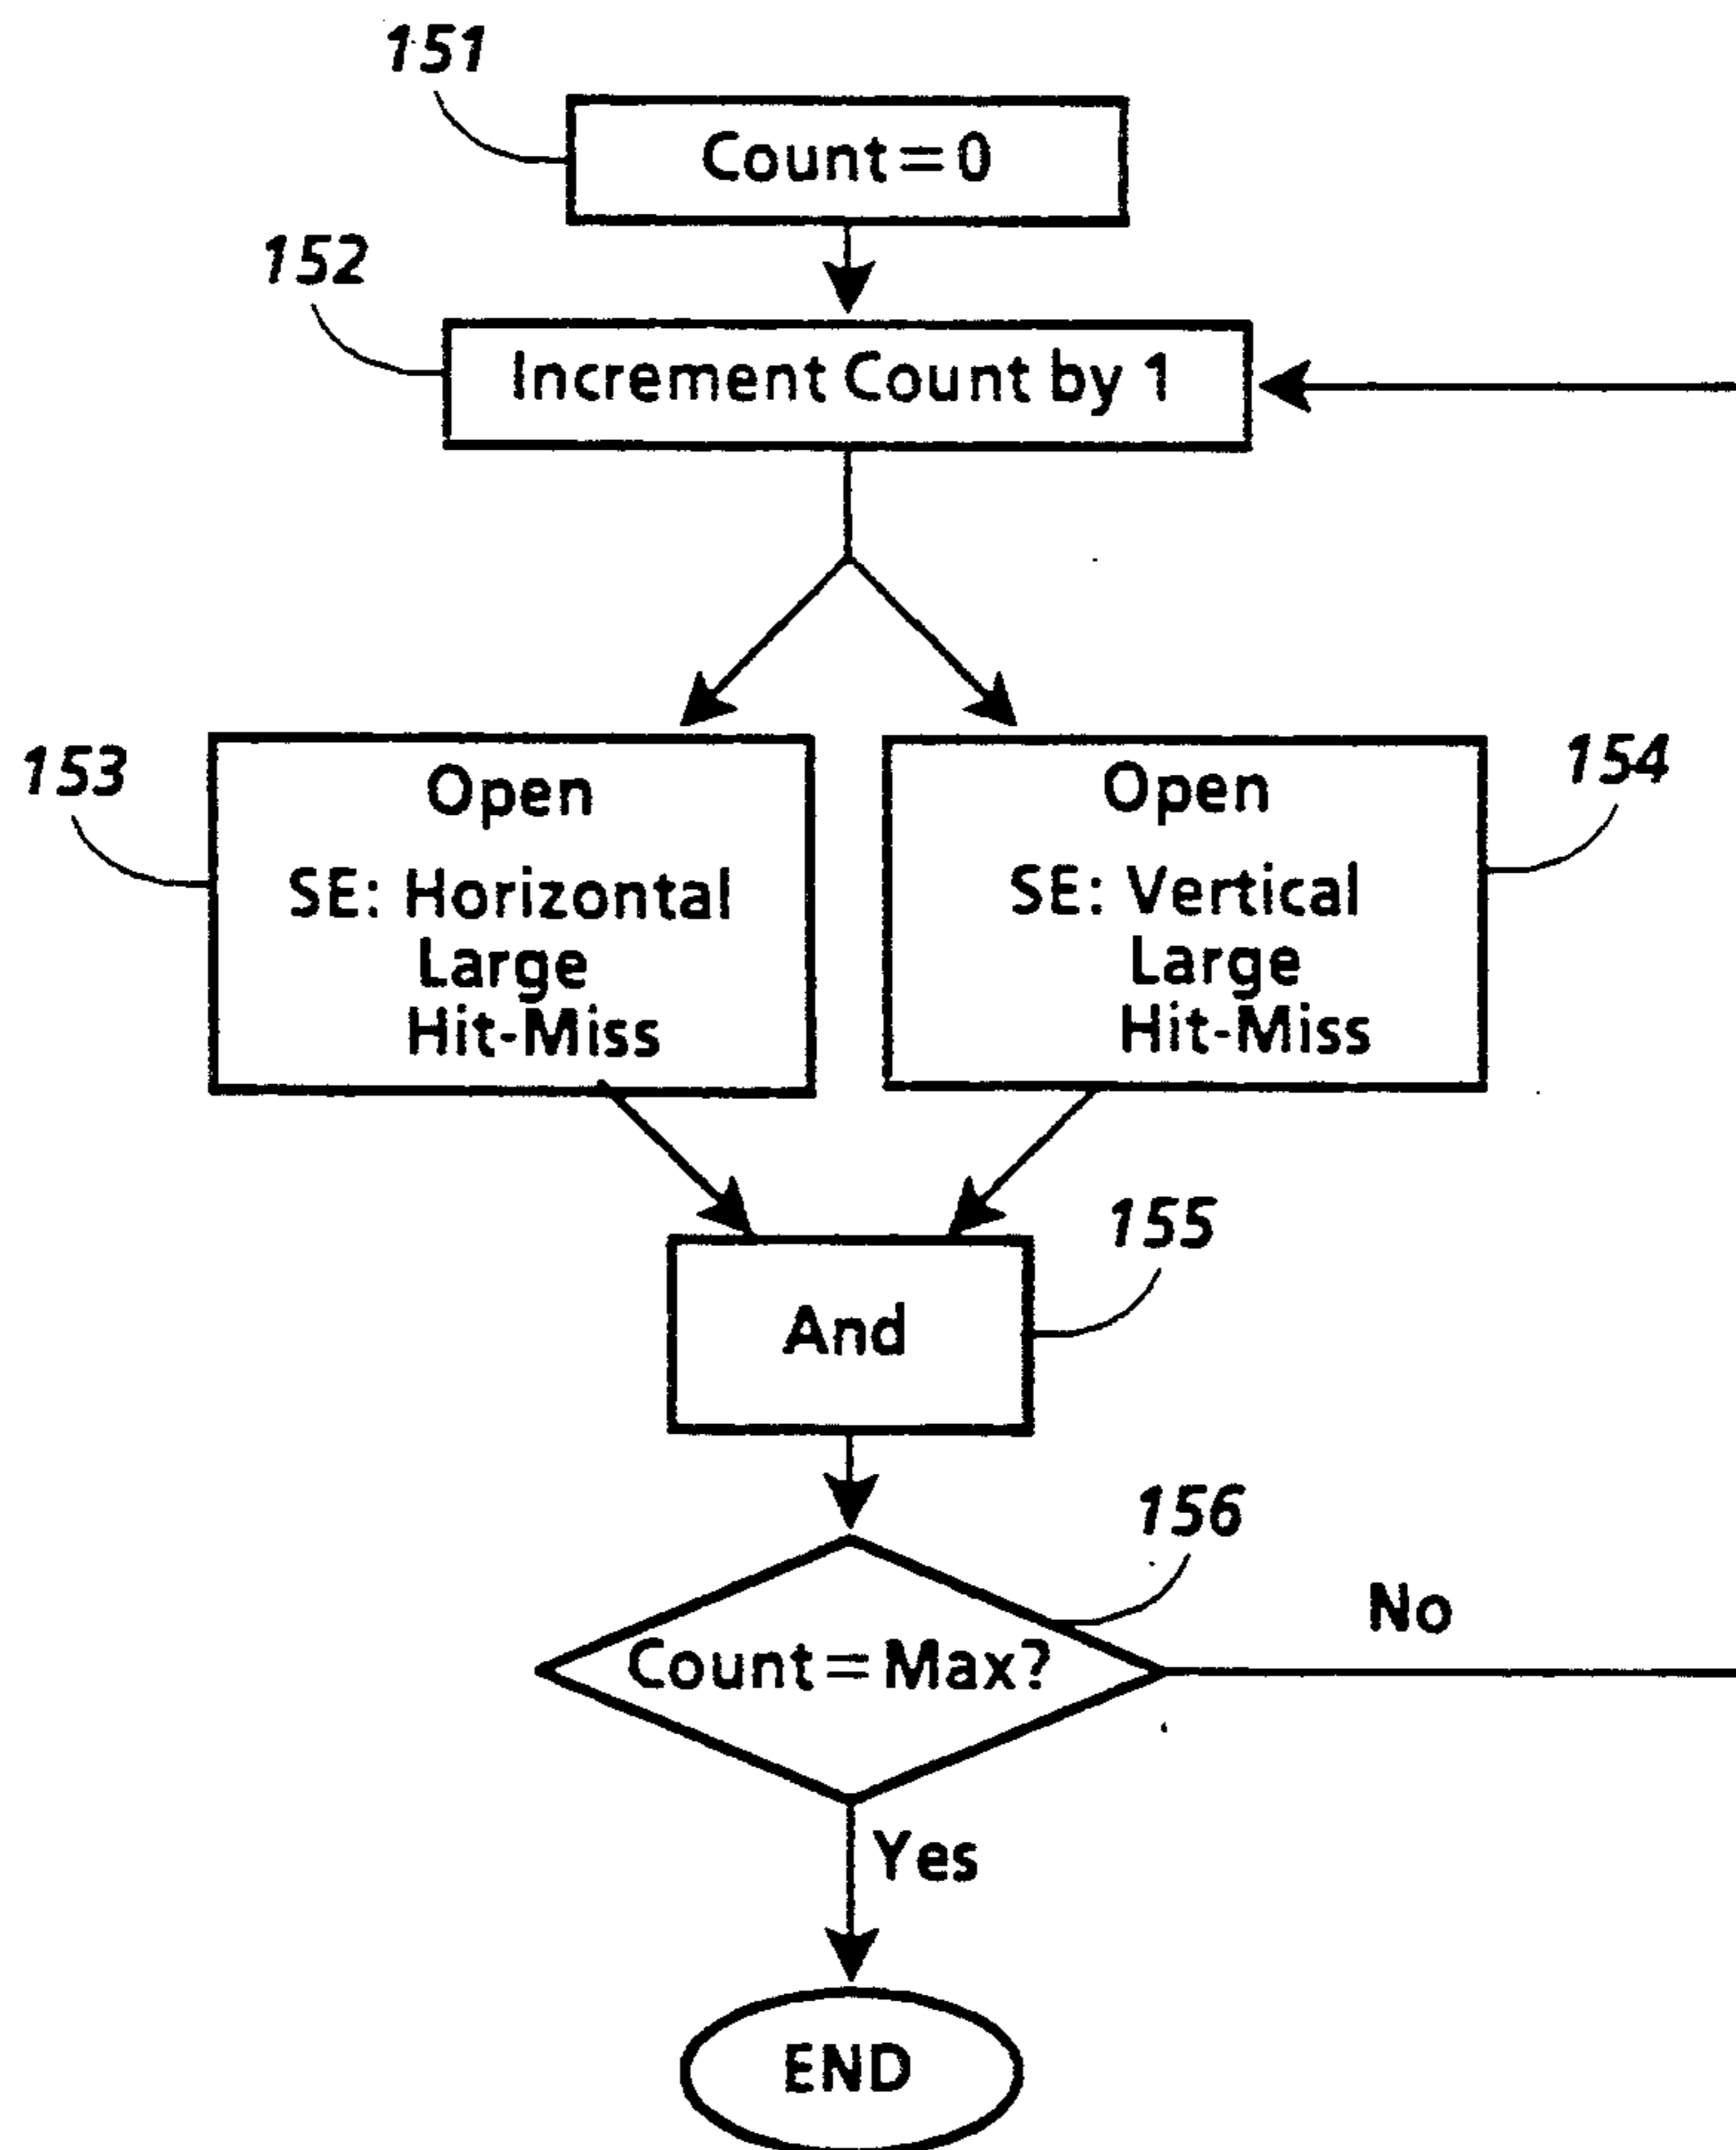 151
Count=0
152
Increment Count by 1
153
Open
SE: Horizontal
Large
Hit-Miss
154
Open
SE: Vertical
Large
Hit-Miss
155
And
156
Count=Max?
No
Yes
END